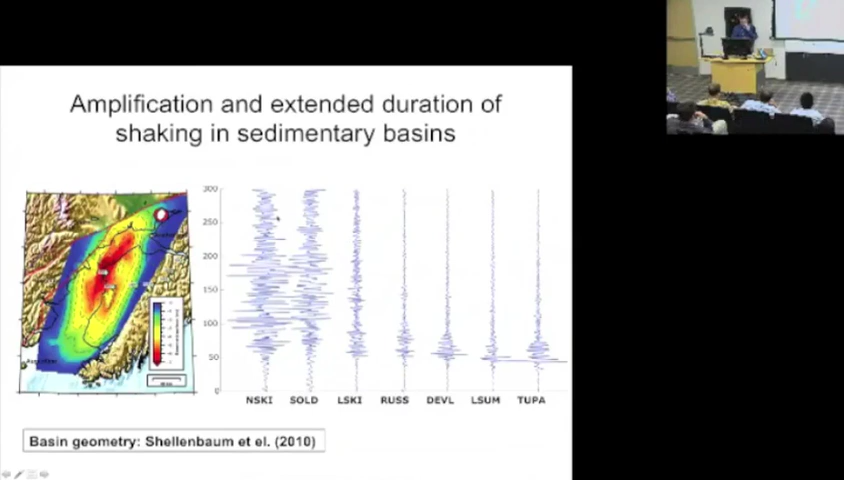 Amplification and extended duration of
shaking in sedimentary basins
300
250
200
150
100
50
0
NSKI SOLD LSKI RUSS DEVL LSUM TUPA
Basin geometry: Shellenbaum et el. (2010)